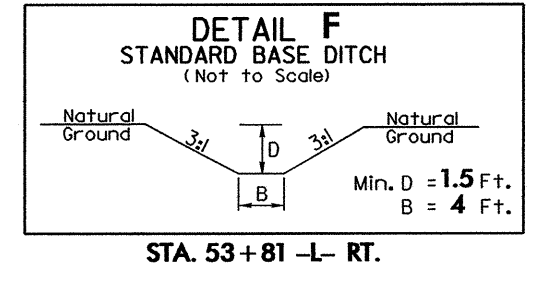 DETAIL F
STANDARD BASE DITCH
(Not to Scale)
Natural
Ground
3:1
D
3:1
Natural
Ground
B
Min. D = 1.5 Ft.
B = 4 Ft.
STA. 53+81 -L- RT.